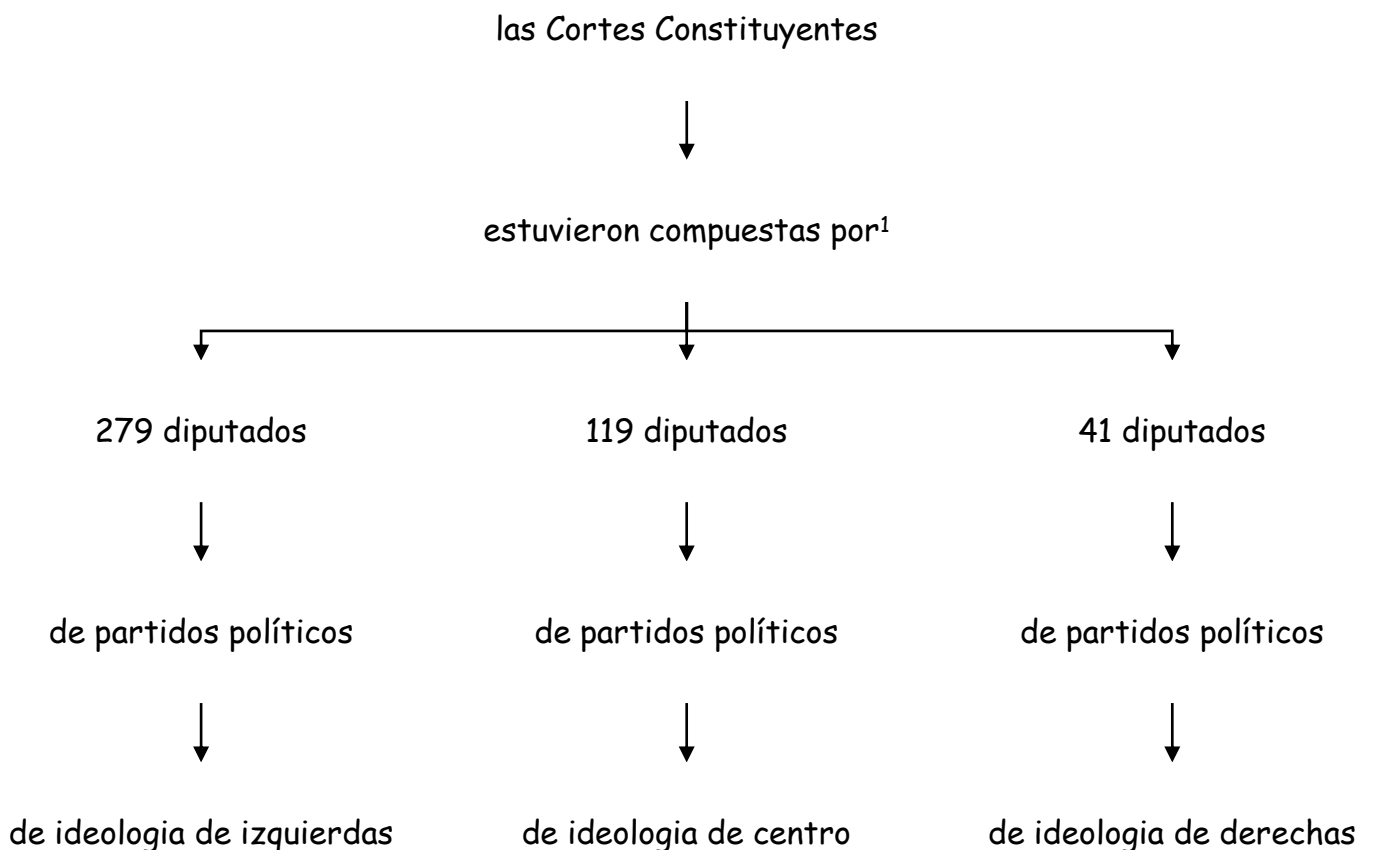 las Cortes Constituyentes
estuvieron compuestas por¹
279 diputados
119 diputados
41 diputados
de partidos políticos
de partidos políticos
de partidos políticos
de ideologia de izquierdas
de ideologia de centro
de ideologia de derechas